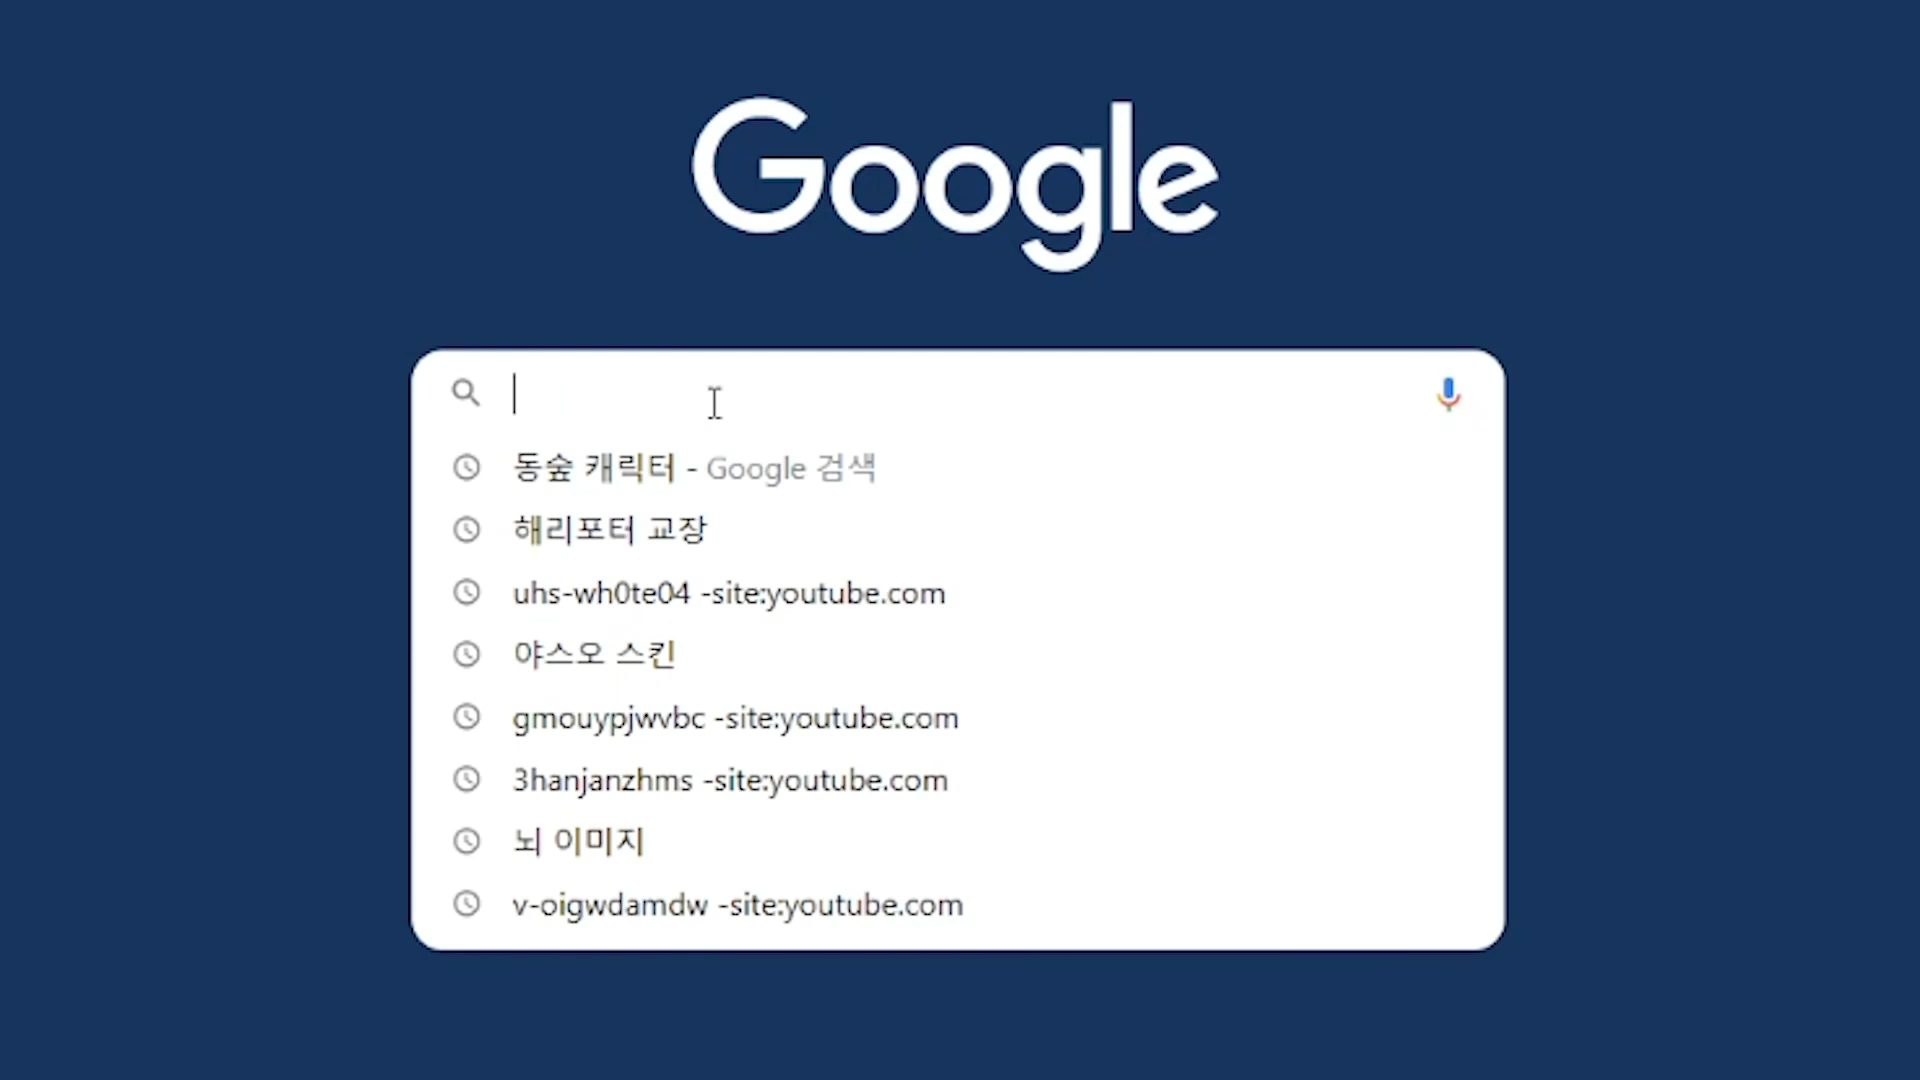 Google
동숲 캐릭터 - Google 검색
해리포터 교장
uhs-wh0te04 -site:youtube.com
야스오 스킨
gmouypjwvbc -site:youtube.com
3hanjanzhms -site:youtube.com
뇌 이미지
v-oigwdamdw -site:youtube.com